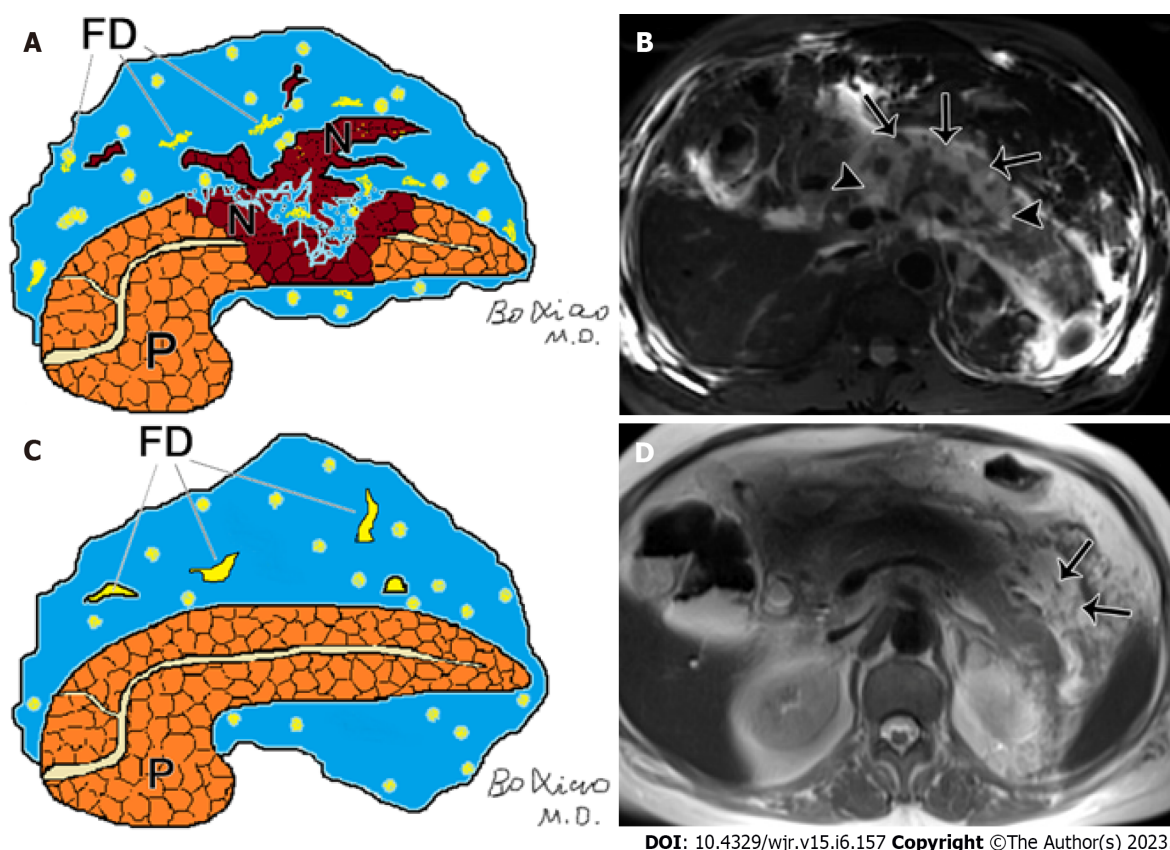 A
FD
N
N
P
Bo Xiao
M.D.
B
C
FD
P
Bo Xiao
M.D.
D
DOI: 10.4329/wjr.v15.i6.157 Copyright ©The Author(s) 2023